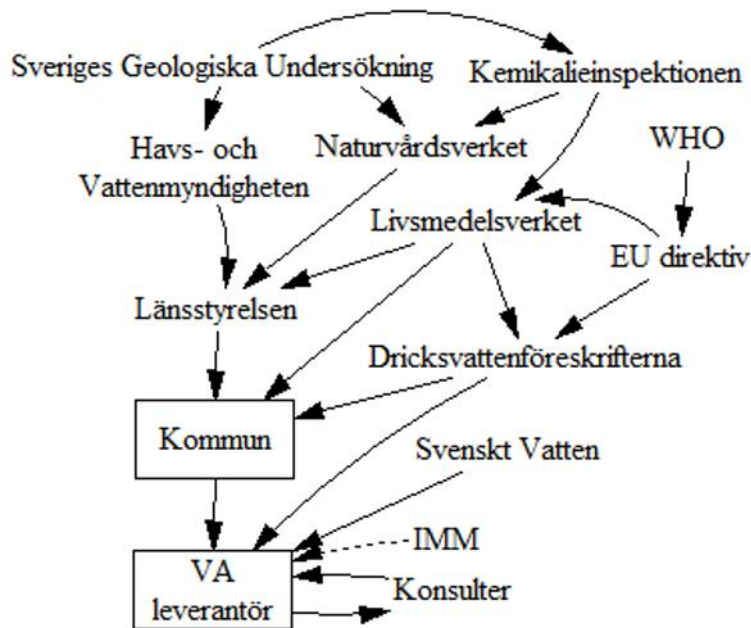 Sveriges Geologiska Undersökning
Kemikalieinspektionen
Havs- och
Vattenmyndigheten
Naturvårdsverket
WHO
Livsmedelsverket
EU direktiv
Länsstyrelsen
Dricksvattenföreskrifterna
Kommun
Svenskt Vatten
IMM
VA
leverantör
Konsulter